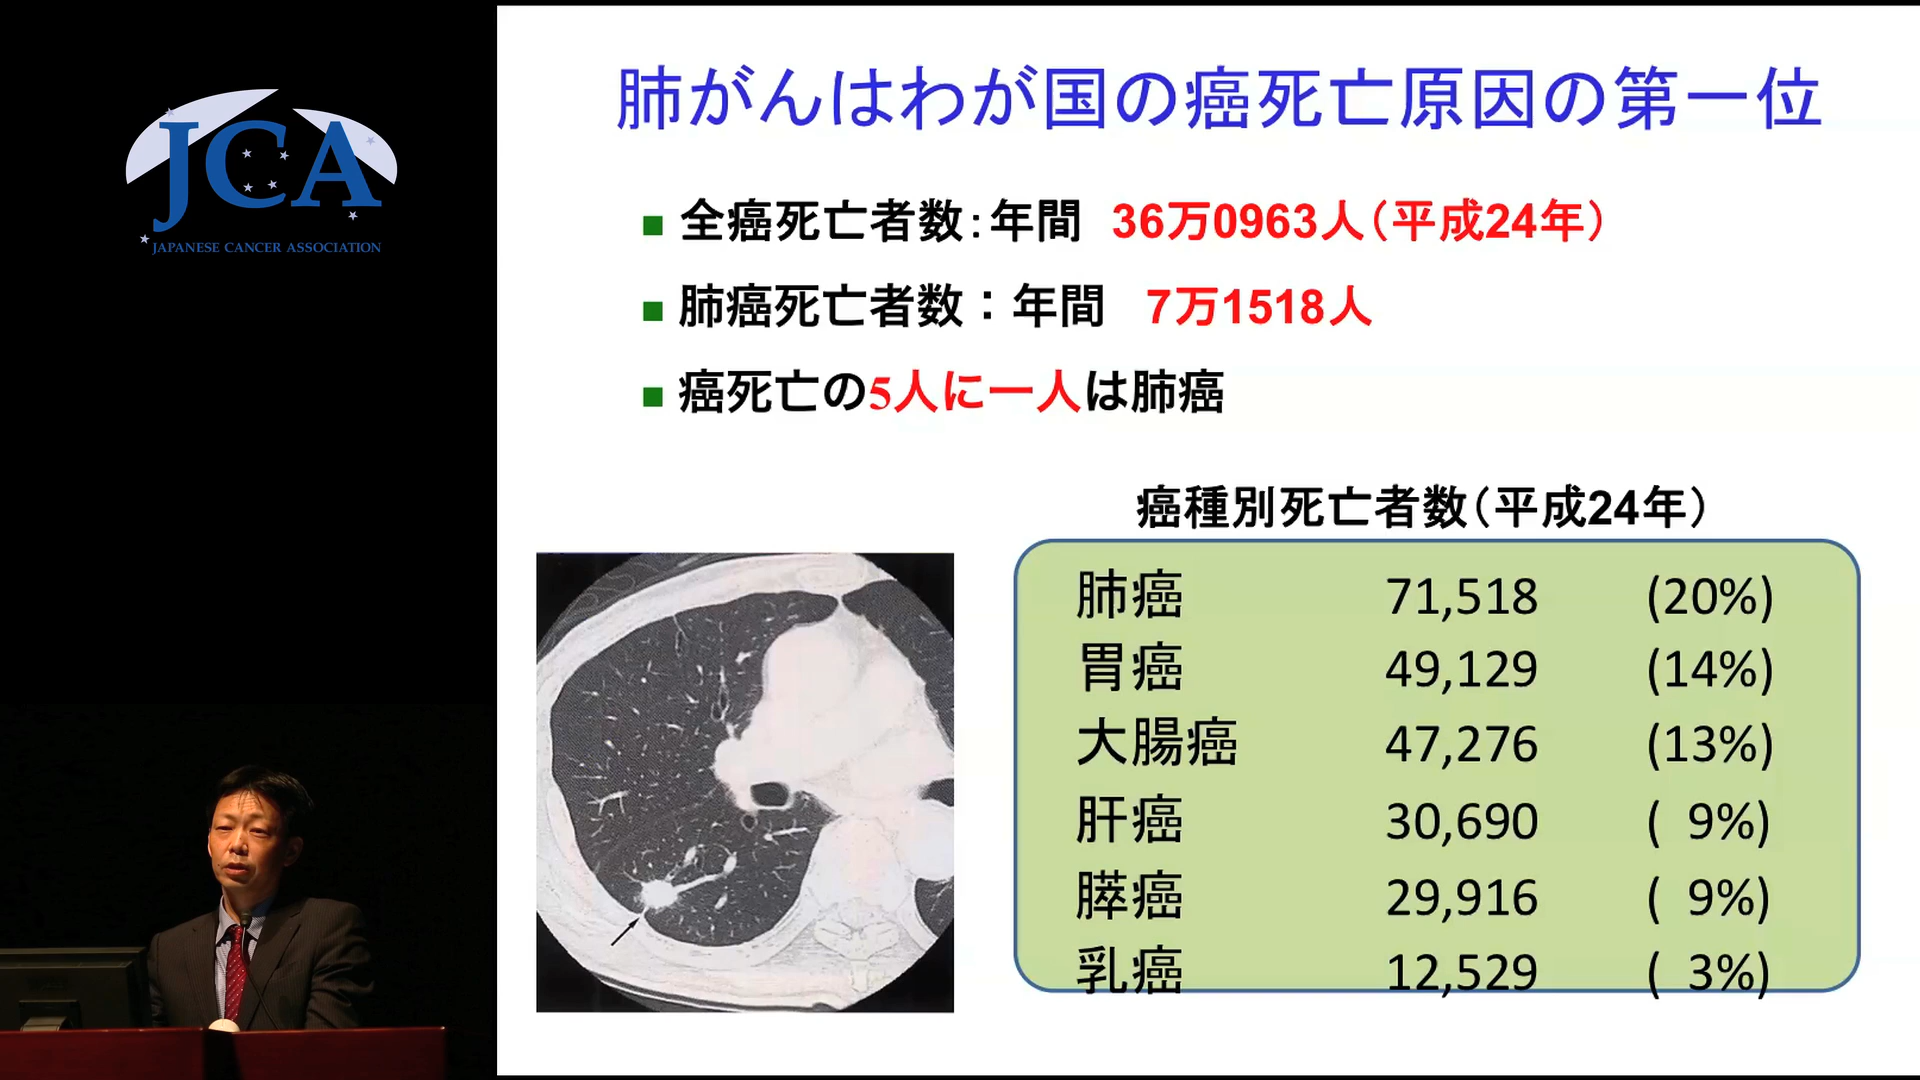 JCA
JAPANESE CANCER ASSOCIATION
肺がんはわが国の癌死亡原因の第一位
■ 全癌死亡者数：年間 36万0963人（平成24年）
■ 肺癌死亡者数：年間 7万1518人
■ 癌死亡の5人に一人は肺癌
癌種別死亡者数（平成24年）
肺癌 71,518 (20%)
胃癌 49,129 (14%)
大腸癌 47,276 (13%)
肝癌 30,690 ( 9%)
膵癌 29,916 ( 9%)
乳癌 12,529 ( 3%)